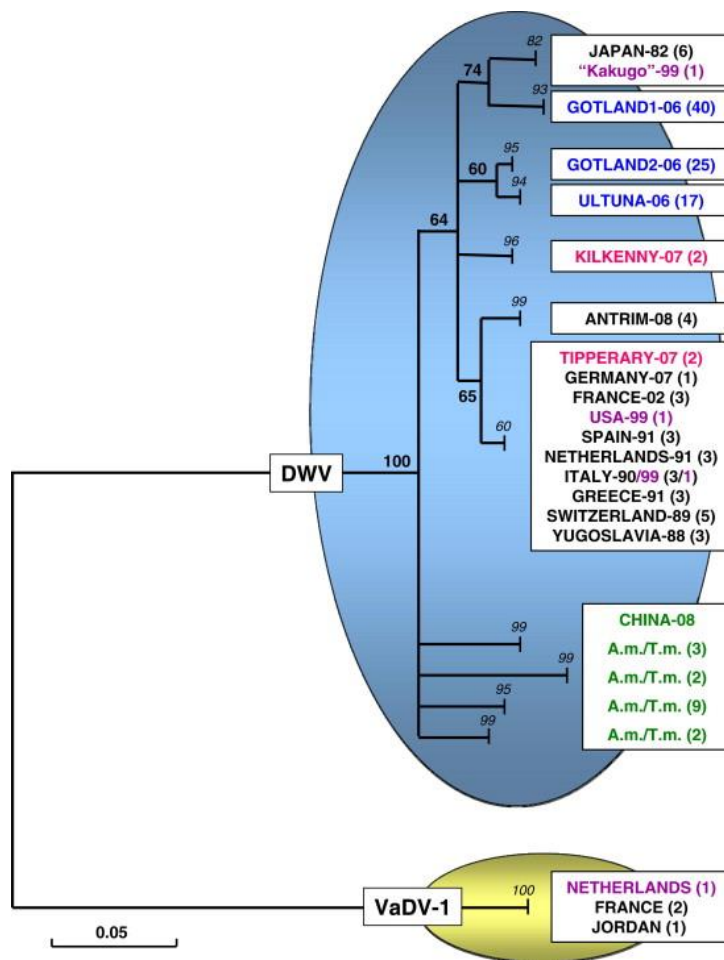 82
JAPAN-82 (6)
74
“Kakugo”-99 (1)
93
GOTLAND1-06 (40)
95
60
GOTLAND2-06 (25)
94
ULTUNA-06 (17)
64
96
KILKENNY-07 (2)
99
ANTRIM-08 (4)
TIPPERARY-07 (2)
GERMANY-07 (1)
65
FRANCE-02 (3)
60
USA-99 (1)
SPAIN-91 (3)
NETHERLANDS-91 (3)
DWV
100
ITALY-90/99 (3/1)
GREECE-91 (3)
SWITZERLAND-89 (5)
YUGOSLAVIA-88 (3)
CHINA-08
99
A.m./T.m. (3)
99
A.m./T.m. (2)
95
A.m./T.m. (9)
99
A.m./T.m. (2)
100
NETHERLANDS (1)
VaDV-1
FRANCE (2)
JORDAN (1)
0.05